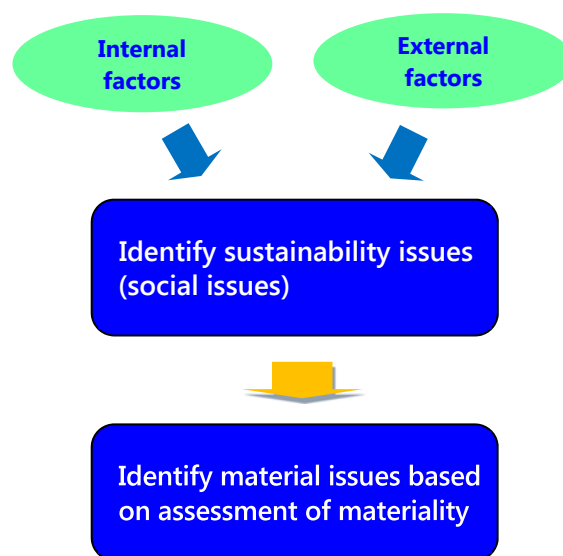 Internal
factors
External
factors
Identify sustainability issues
(social issues)
Identify material issues based
on assessment of materiality